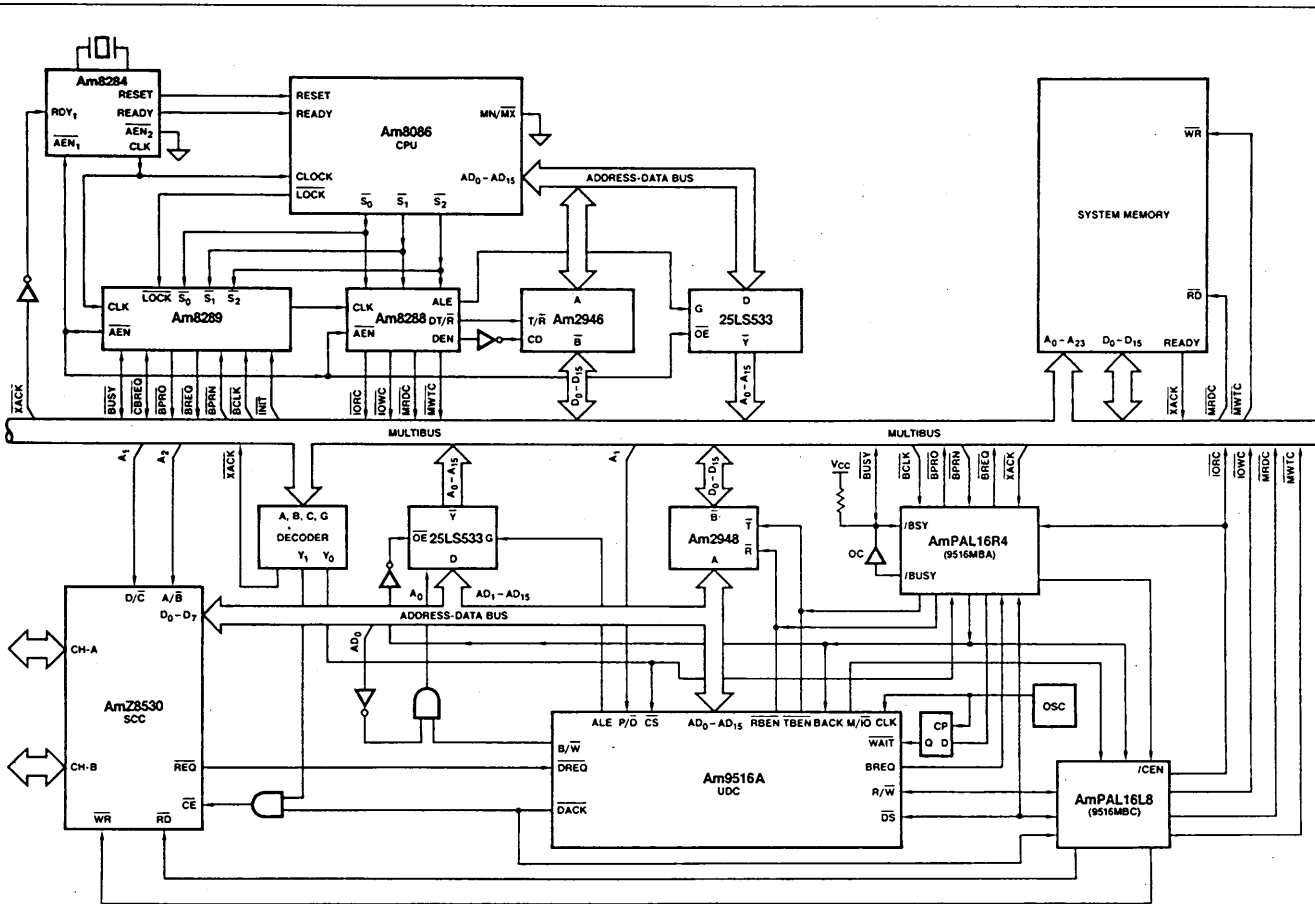 Am8284
RDY₁
RESET
READY
AEN₂
AEN₁
CLK
RESET
READY
MN/MX
Am8086
CPU
CLOCK
LOCK
AD₀-AD₁₅
S₀ S₁ S₂
ADDRESS-DATA BUS
WR
SYSTEM MEMORY
RD
A₀-A₂₃ D₀-D₁₅ READY
LOCK S₀ S₁ S₂
CLK
Am8289
AEN
CLK ALE
Am8288
DT/R
AEN
DEN
A
T/R Am2946
CD
B
D
G
25LS533
OE
Y
XACK
BUSY
CBREQ
BPRO
BREQ
BPRN
BCLK
INIT
IORC
IOWC
MRDC
MWTC
D₀-D₁₅
A₀-A₁₅
XACK
MRDC
MWTC
MULTIBUS
MULTIBUS
A₁
A₂
XACK
A₀-A₁₅
A₁
D₀-D₁₅
VCC
BUSY
BCLK
BPRO
BPRN
BREQ
XACK
IORC
IOWC
MRDC
MWTC
A, B, C, G
DECODER
Y₁ Y₀
Y
OE 25LS533 G
D
B
T
Am2948
R
A
/BSY
AmPAL16R4
(9516MBA)
OC
/BUSY
A₀
AD₁-AD₁₅
D/C A/B
D₀-D₇
ADDRESS-DATA BUS
AD₀
CH-A
AmZ8530
SCC
CH-B
REQ
CE
WR RD
ALE P/D CS AD₀-AD₁₅ RBEN TBEN BACK M/IO CLK
OSC
CP
Q D
B/W
WAIT
DREQ
BREQ
Am9516A
UDC
R/W
DACK
DS
/CEN
AmPAL16L8
(9516MBC)